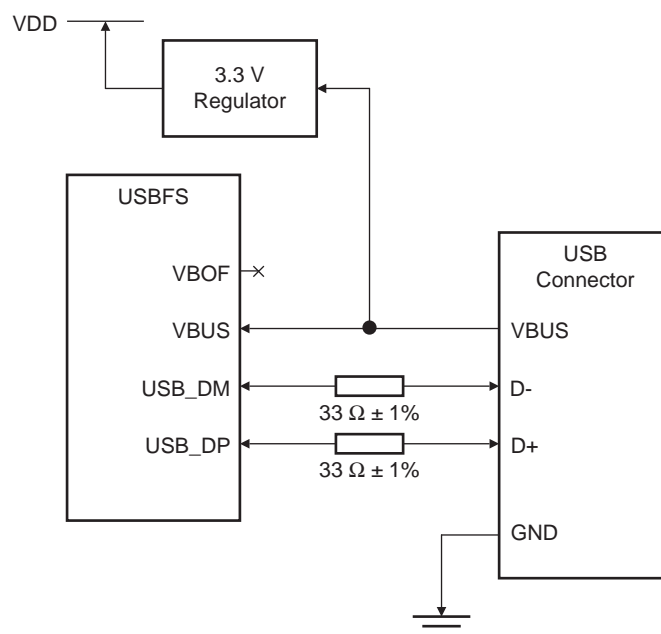 VDD
3.3 V
Regulator
USBFS
VBOF
VBUS
USB_DM
USB_DP
33 Ω ± 1%
33 Ω ± 1%
USB
Connector
VBUS
D-
D+
GND